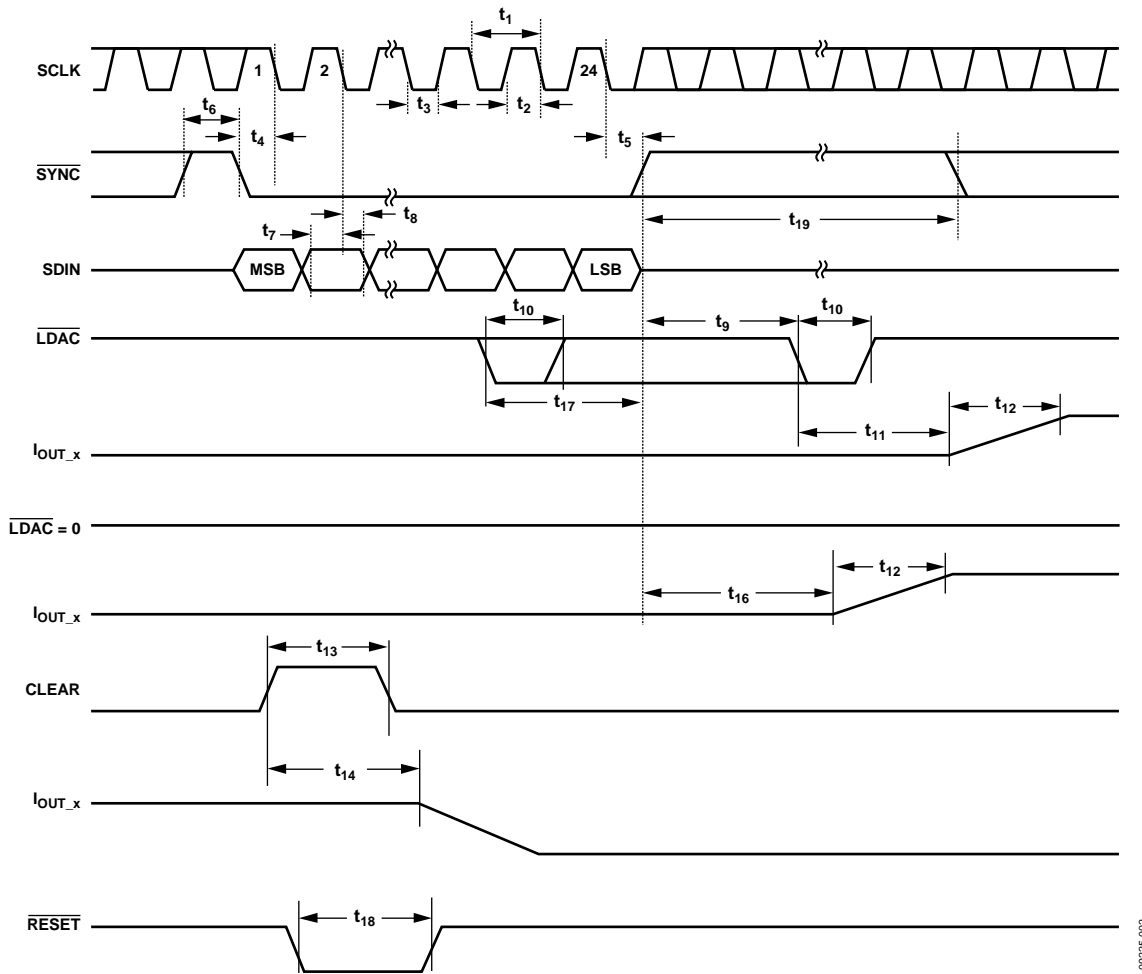 t1
SCLK
1
2
24
t6
t4
t3
t2
t5
SYNC
t7
t8
t19
SDIN
MSB
LSB
t10
t9
t10
LDAC
t17
t11
t12
IOUT_x
LDAC = 0
t16
t12
IOUT_x
t13
CLEAR
t14
IOUT_x
t18
RESET